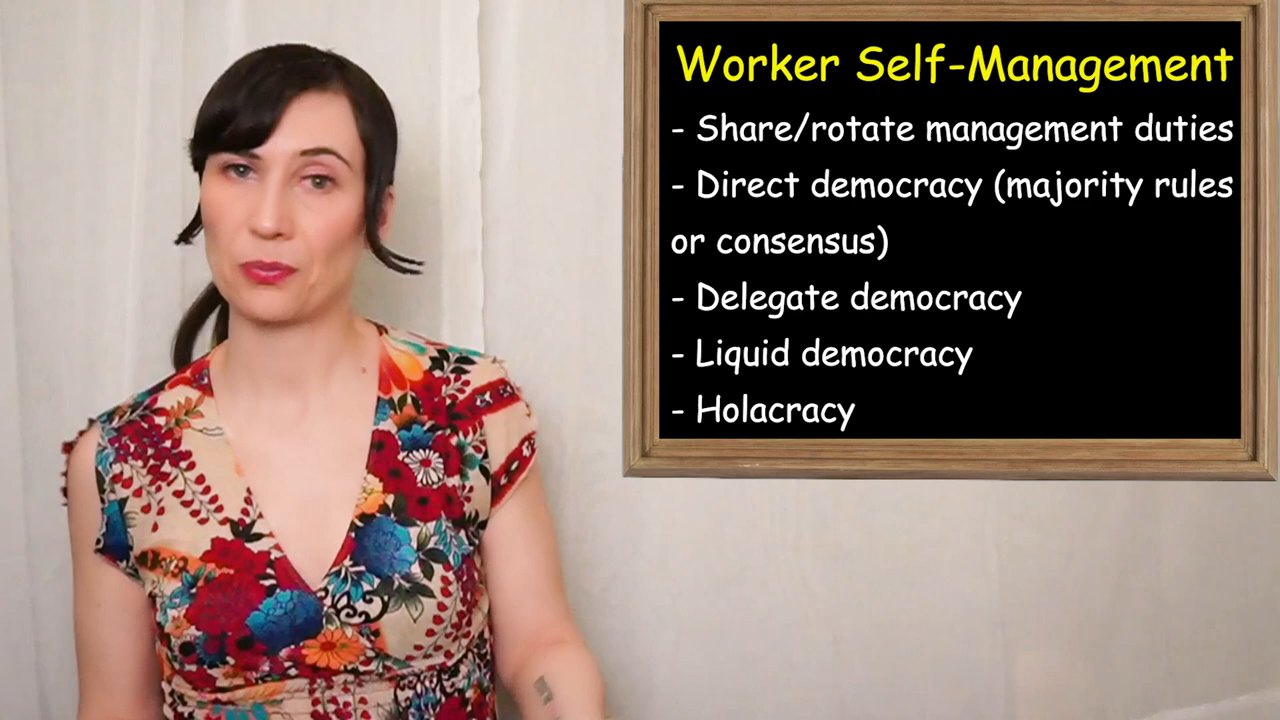 Worker Self-Management
- Share/rotate management duties
- Direct democracy (majority rules
or consensus)
- Delegate democracy
- Liquid democracy
- Holacracy